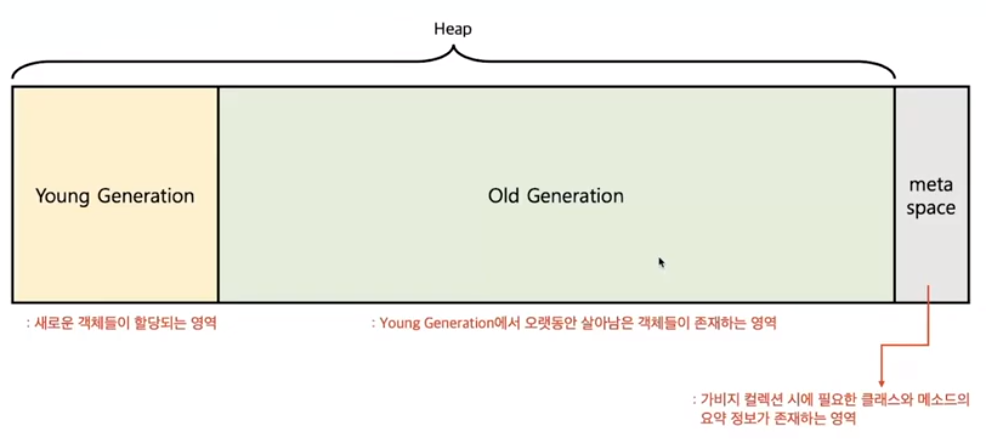 Heap
Young Generation
Old Generation
meta
space
: 새로운 객체들이 할당되는 영역
: Young Generation에서 오랫동안 살아남은 객체들이 존재하는 영역
: 가비지 컬렉션 시에 필요한 클래스와 메소드의
요약 정보가 존재하는 영역